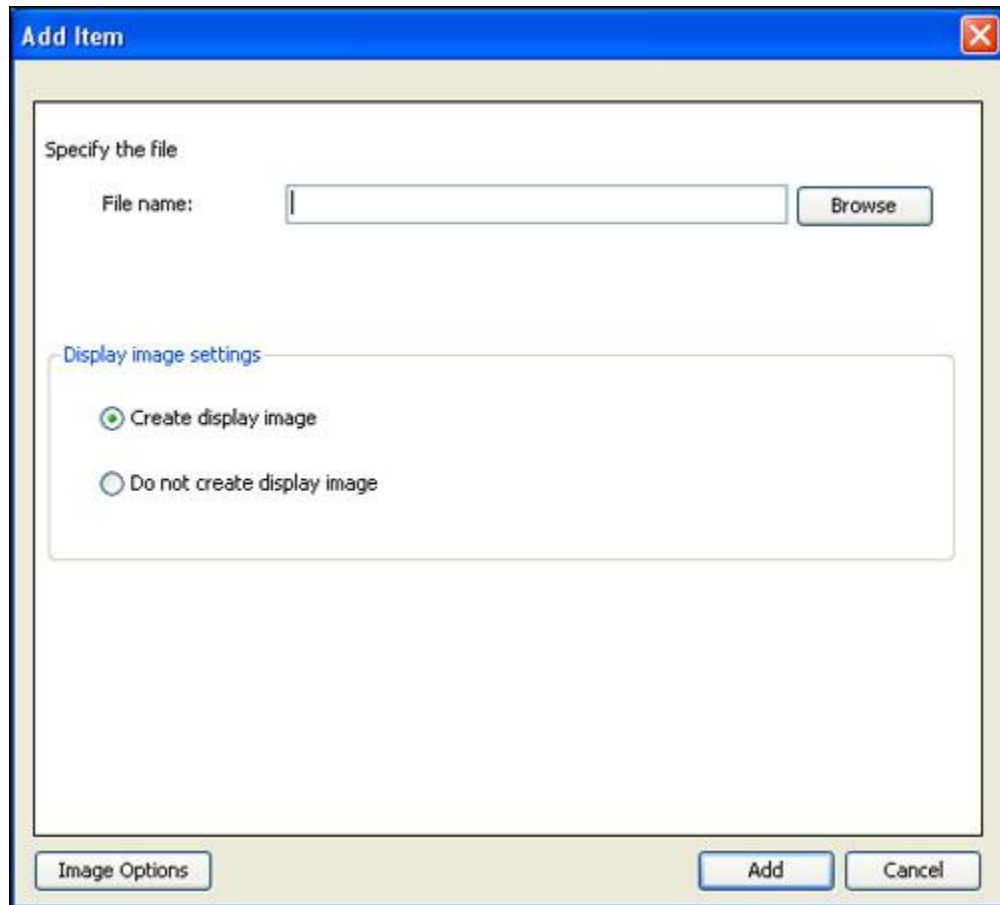 Add Item
Specify the file
File name:
Browse
Display image settings
Create display image
Do not create display image
Image Options
Add
Cancel